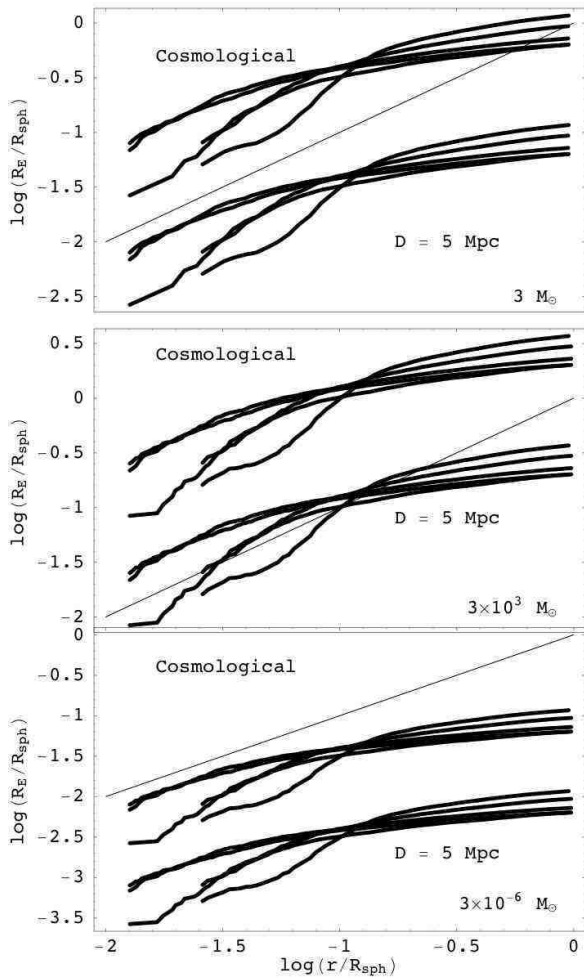 0
Cosmological
−0.5
−1
log(R_E/R_sph)
−1.5
−2
D = 5 Mpc
−2.5
3 M_⊙
0.5
Cosmological
0
−0.5
log(R_E/R_sph)
−1
D = 5 Mpc
−1.5
3×10^3 M_⊙
−2
0
Cosmological
−0.5
−1
−1.5
log(R_E/R_sph)
−2
−2.5
D = 5 Mpc
−3
3×10^-6 M_⊙
−3.5
−2 −1.5 −1 −0.5 0
log(r/R_sph)